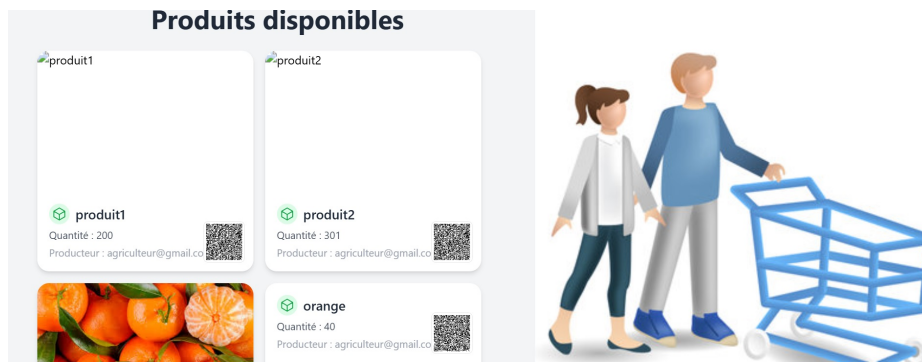 Produits disponibles
produit1
produit2
produit1
Quantité : 200
Producteur : agriculteur@gmail.co
produit2
Quantité : 301
Producteur : agriculteur@gmail.co
orange
Quantité : 40
Producteur : agriculteur@gmail.co